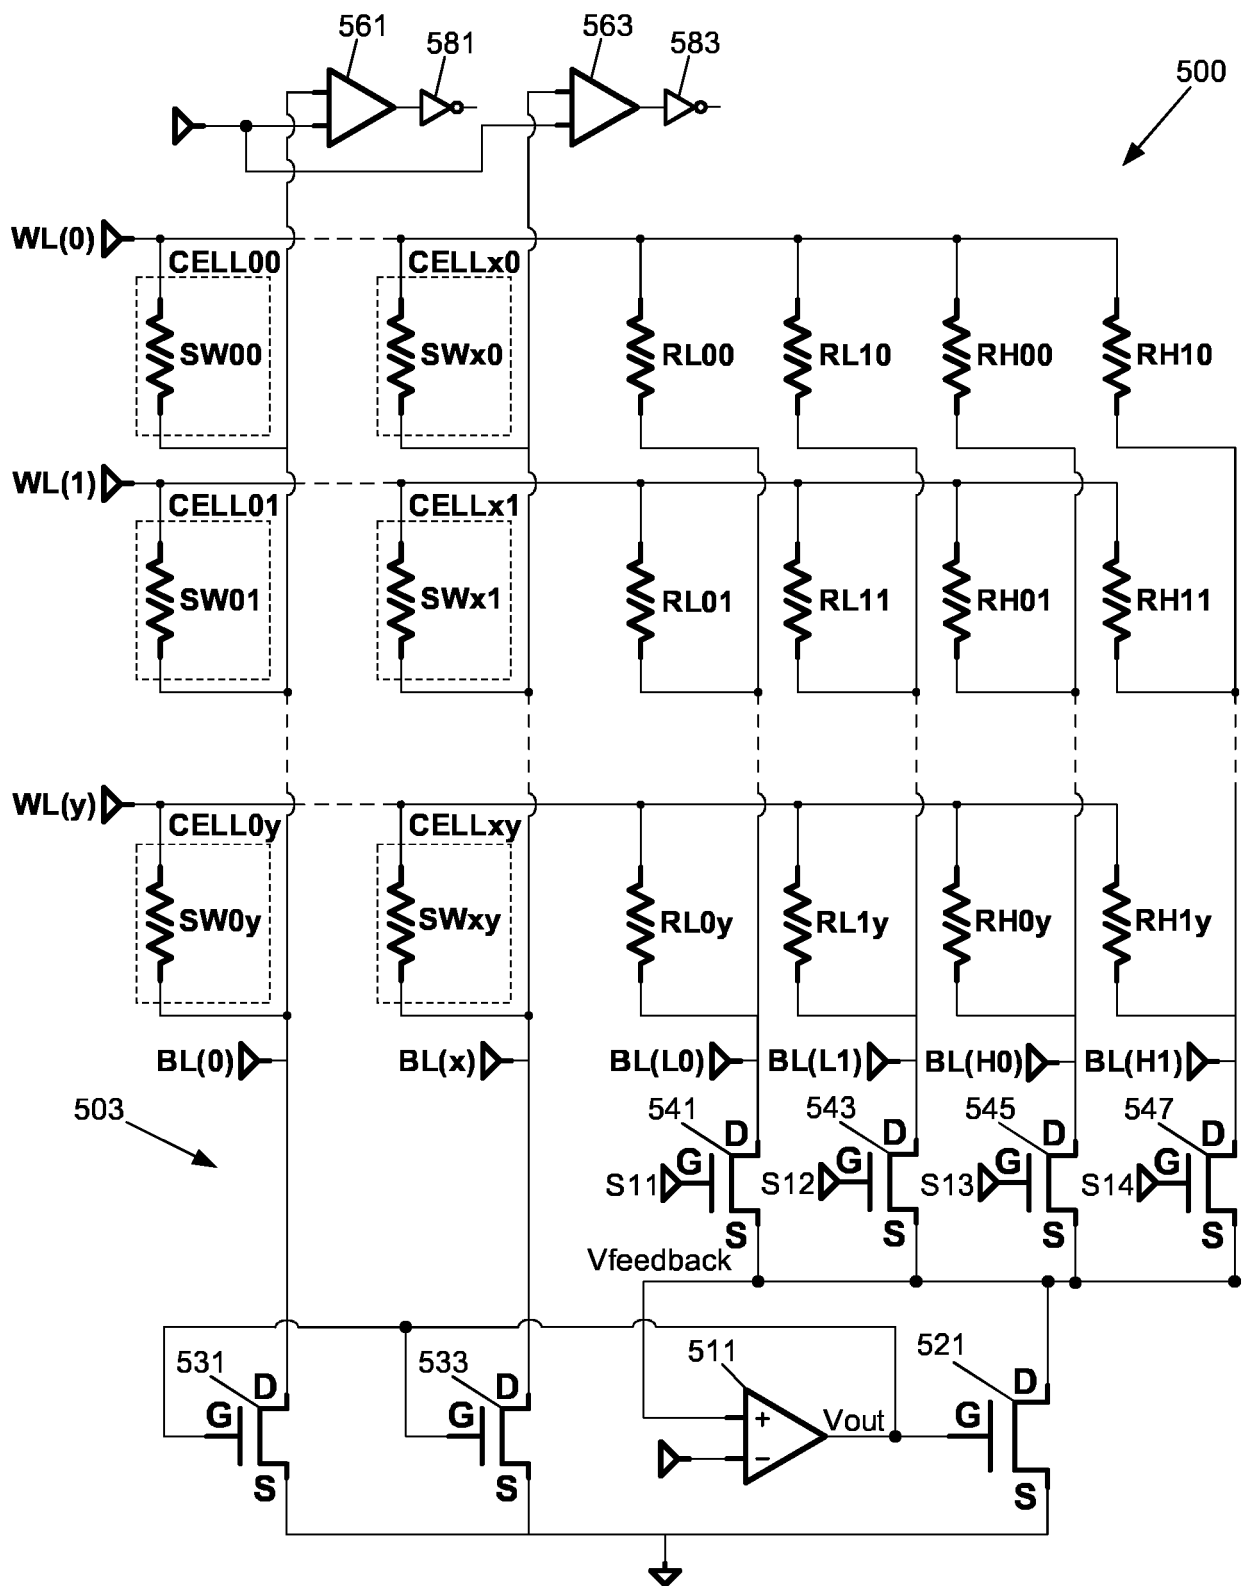 561
581
563
583
500
WL(0)
CELL00
CELLx0
SW00
SWx0
RL00
RL10
RH00
RH10
WL(1)
CELL01
CELLx1
SW01
SWx1
RL01
RL11
RH01
RH11
WL(y)
CELL0y
CELLxy
SW0y
SWxy
RL0y
RL1y
RH0y
RH1y
BL(0)
BL(x)
BL(L0)
BL(L1)
BL(H0)
BL(H1)
503
541
543
545
547
D
D
D
D
G
G
G
G
S11
S12
S13
S14
S
S
S
S
Vfeedback
531
533
511
521
D
D
D
G
G
+
Vout
G
−
S
S
S